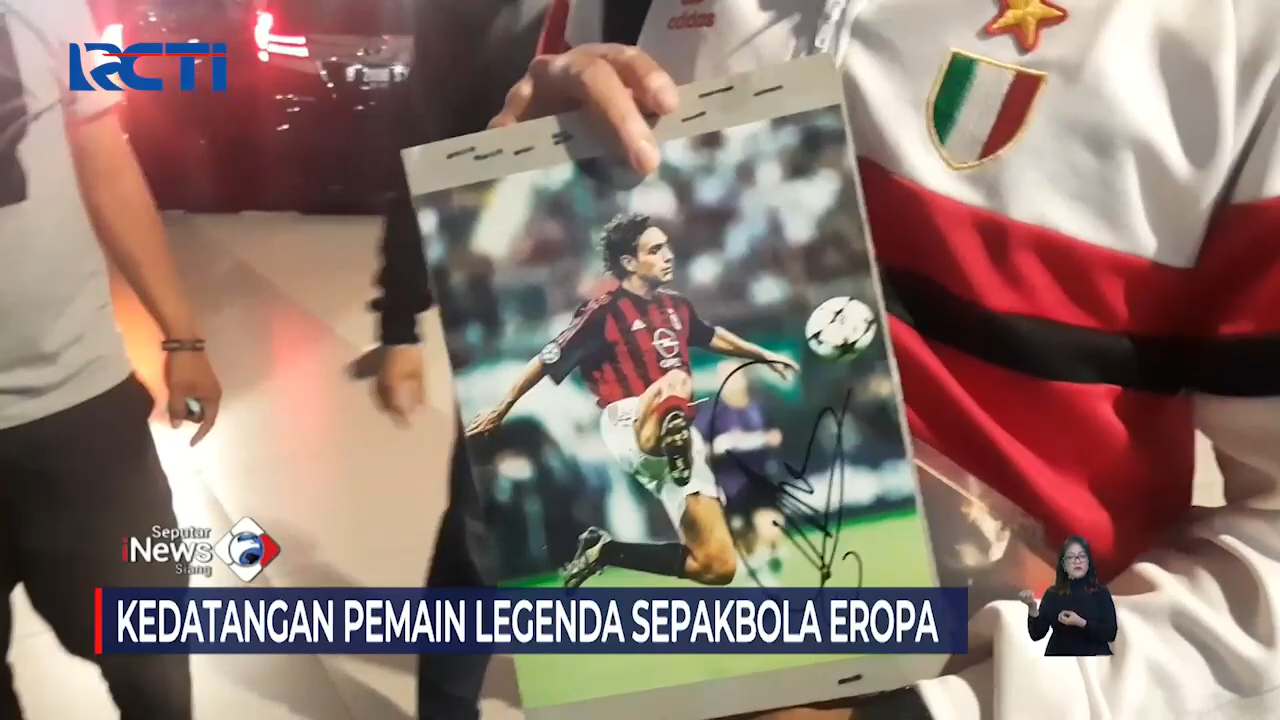 RCTI
adidas
Seputar
iNews
Siang
KEDATANGAN PEMAIN LEGENDA SEPAKBOLA EROPA